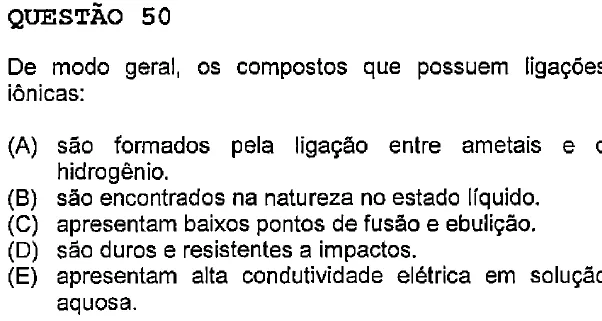 QUESTÃO 50
De modo geral, os compostos que possuem ligações
iônicas:
(A) são formados pela ligação entre ametais e o
hidrogênio.
(B) são encontrados na natureza no estado líquido.
(C) apresentam baixos pontos de fusão e ebulição.
(D) são duros e resistentes a impactos.
(E) apresentam alta condutividade elétrica em solução
aquosa.